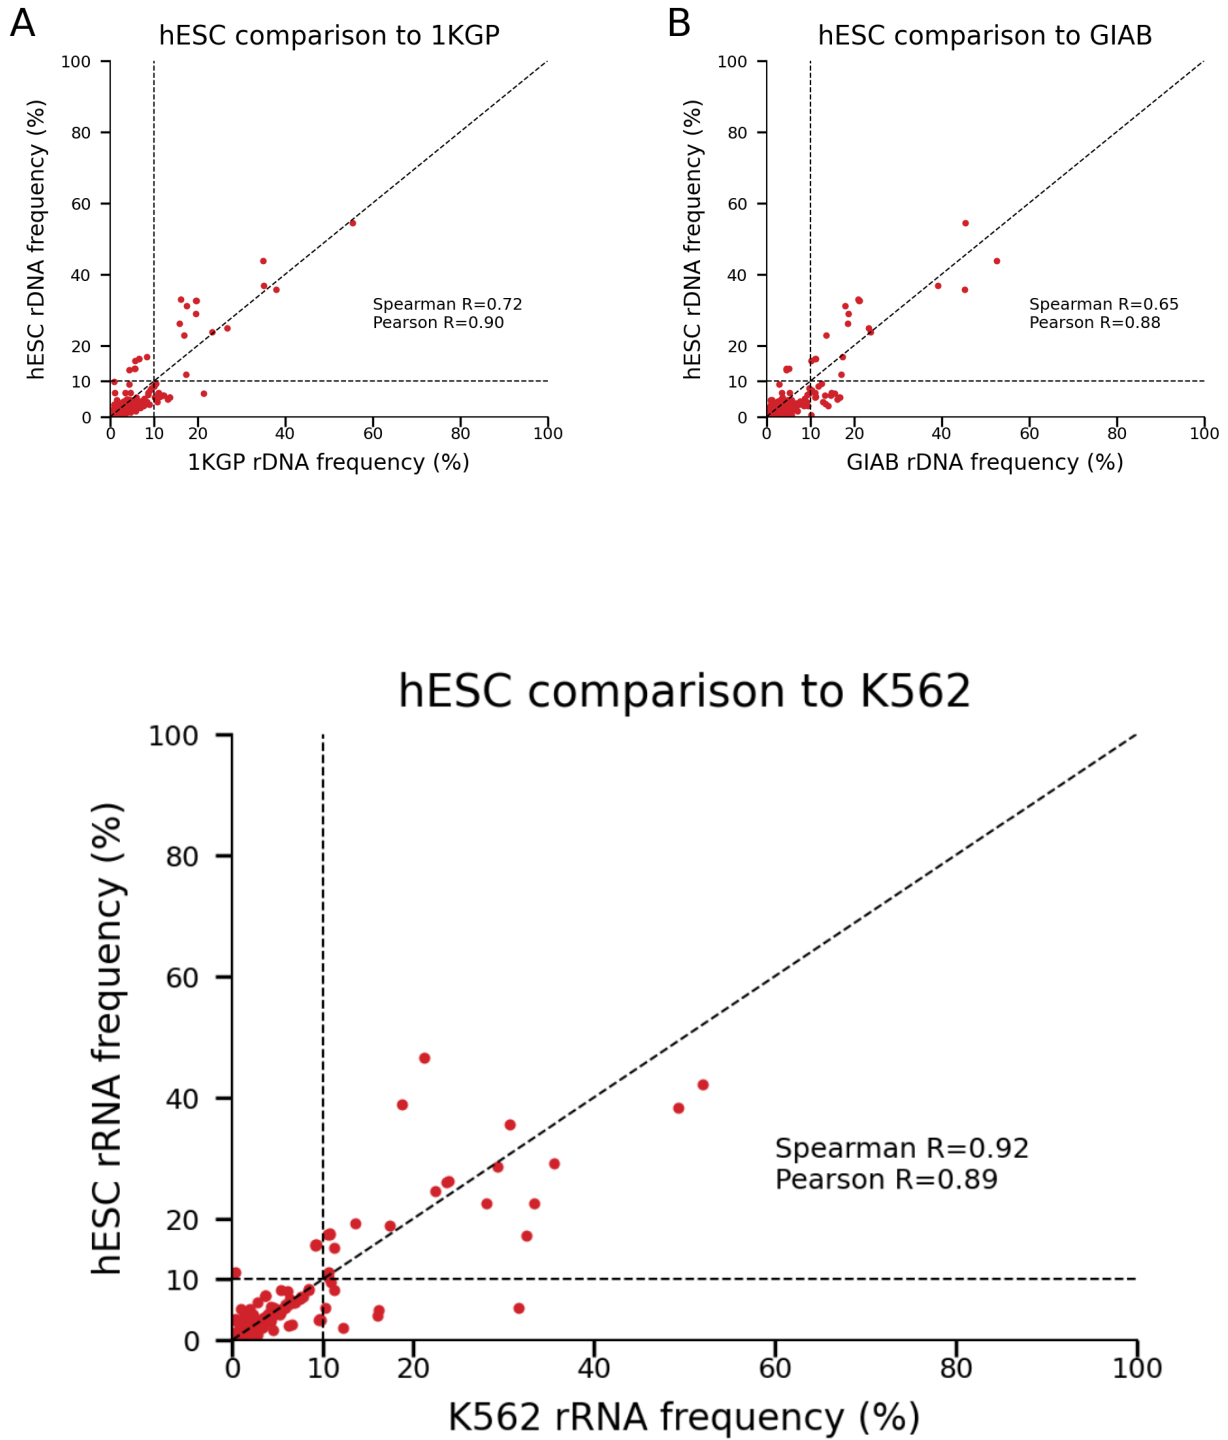 A
hESC comparison to 1KGP
100
80
60
40
20
10
0
hESC rDNA frequency (%)
Spearman R=0.72
Pearson R=0.90
0 10 20 40 60 80 100
1KGP rDNA frequency (%)
B
hESC comparison to GIAB
100
80
60
40
20
10
0
hESC rDNA frequency (%)
Spearman R=0.65
Pearson R=0.88
0 10 20 40 60 80 100
GIAB rDNA frequency (%)
hESC comparison to K562
100
80
60
40
20
10
0
hESC rRNA frequency (%)
Spearman R=0.92
Pearson R=0.89
0 10 20 40 60 80 100
K562 rRNA frequency (%)